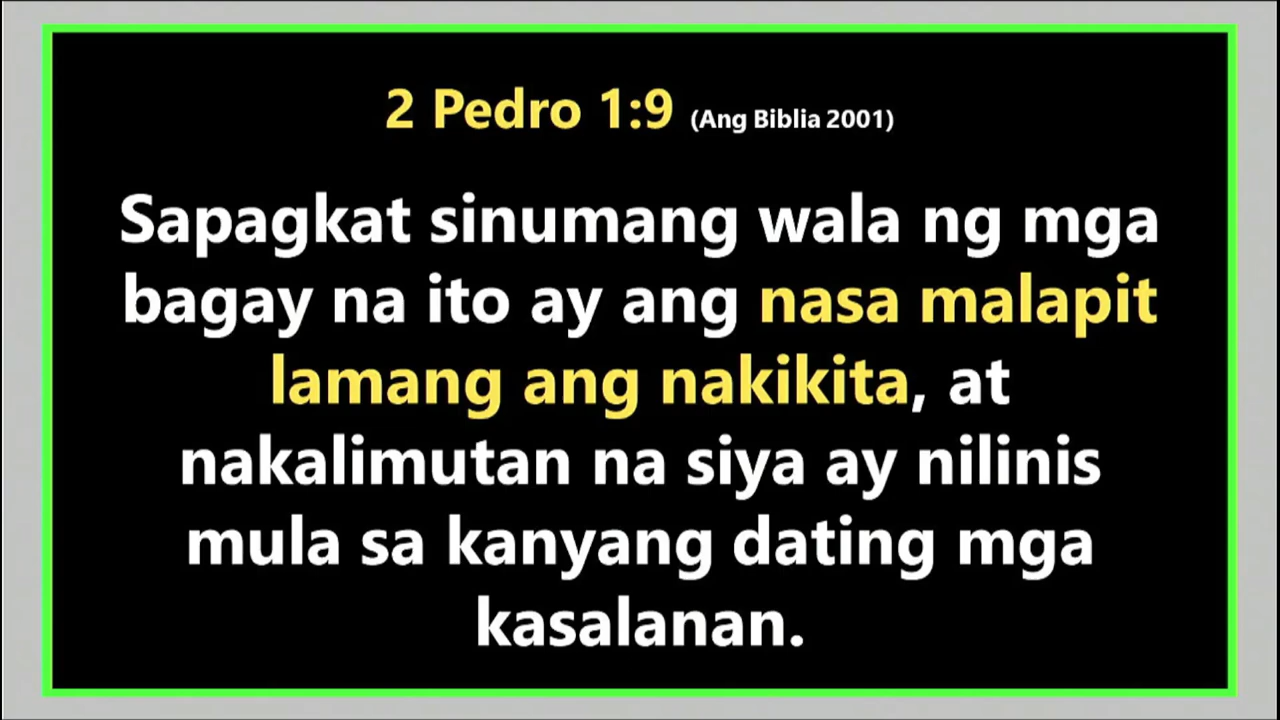 2 Pedro 1:9 (Ang Biblia 2001)
Sapagkat sinumang wala ng mga
bagay na ito ay ang nasa malapit
lamang ang nakikita, at
nakalimutan na siya ay nilinis
mula sa kanyang dating mga
kasalanan.